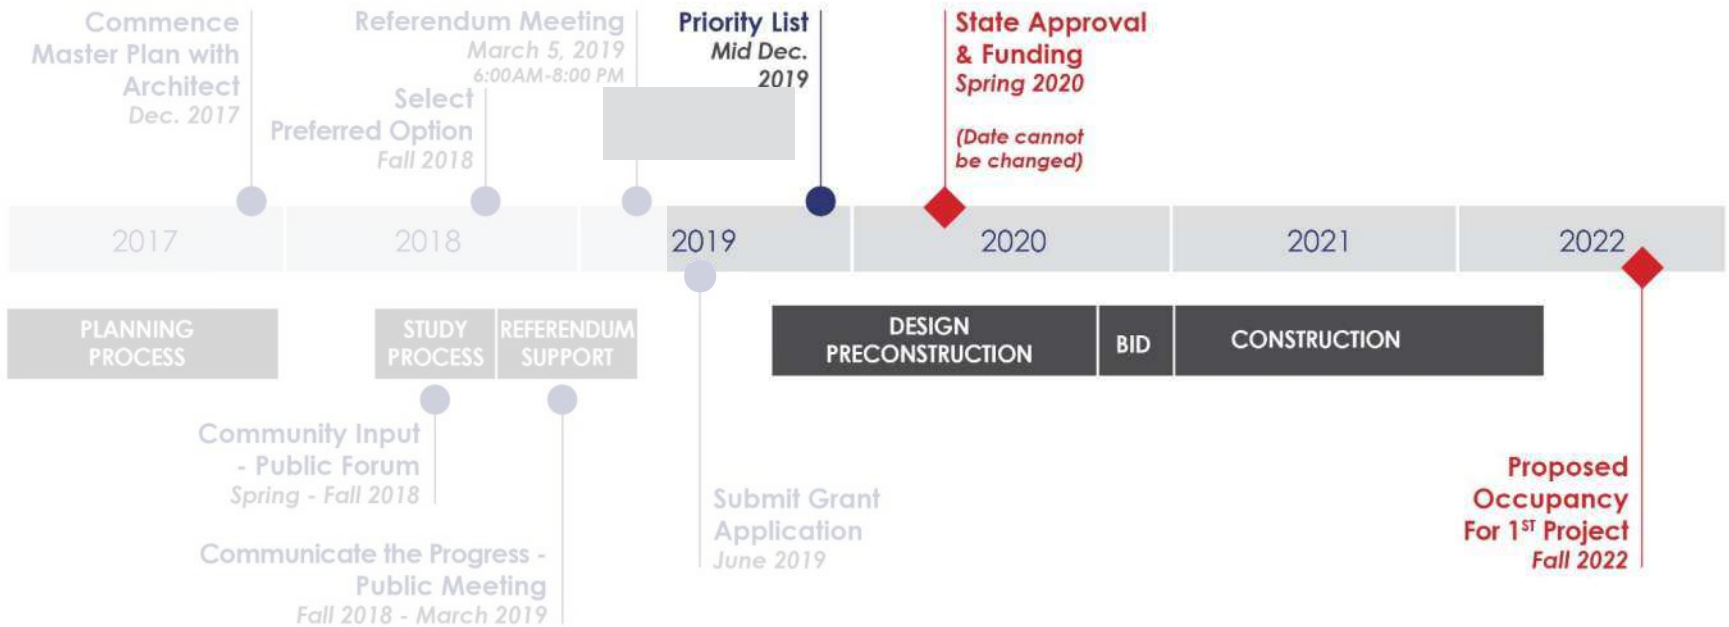 Commence
Master Plan with
Architect
Dec. 2017
Select
Preferred Option
Fall 2018
Referendum Meeting
March 5, 2019
6:00AM-8:00 PM
Priority List
Mid Dec.
2019
State Approval
& Funding
Spring 2020
(Date cannot
be changed)
2017
2018
2019
2020
2021
2022
PLANNING
PROCESS
STUDY
PROCESS
REFERENDUM
SUPPORT
DESIGN
PRECONSTRUCTION
BID
CONSTRUCTION
Community Input
- Public Forum
Spring - Fall 2018
Communicate the Progress -
Public Meeting
Fall 2018 - March 2019
Submit Grant
Application
June 2019
Proposed
Occupancy
For 1ST Project
Fall 2022